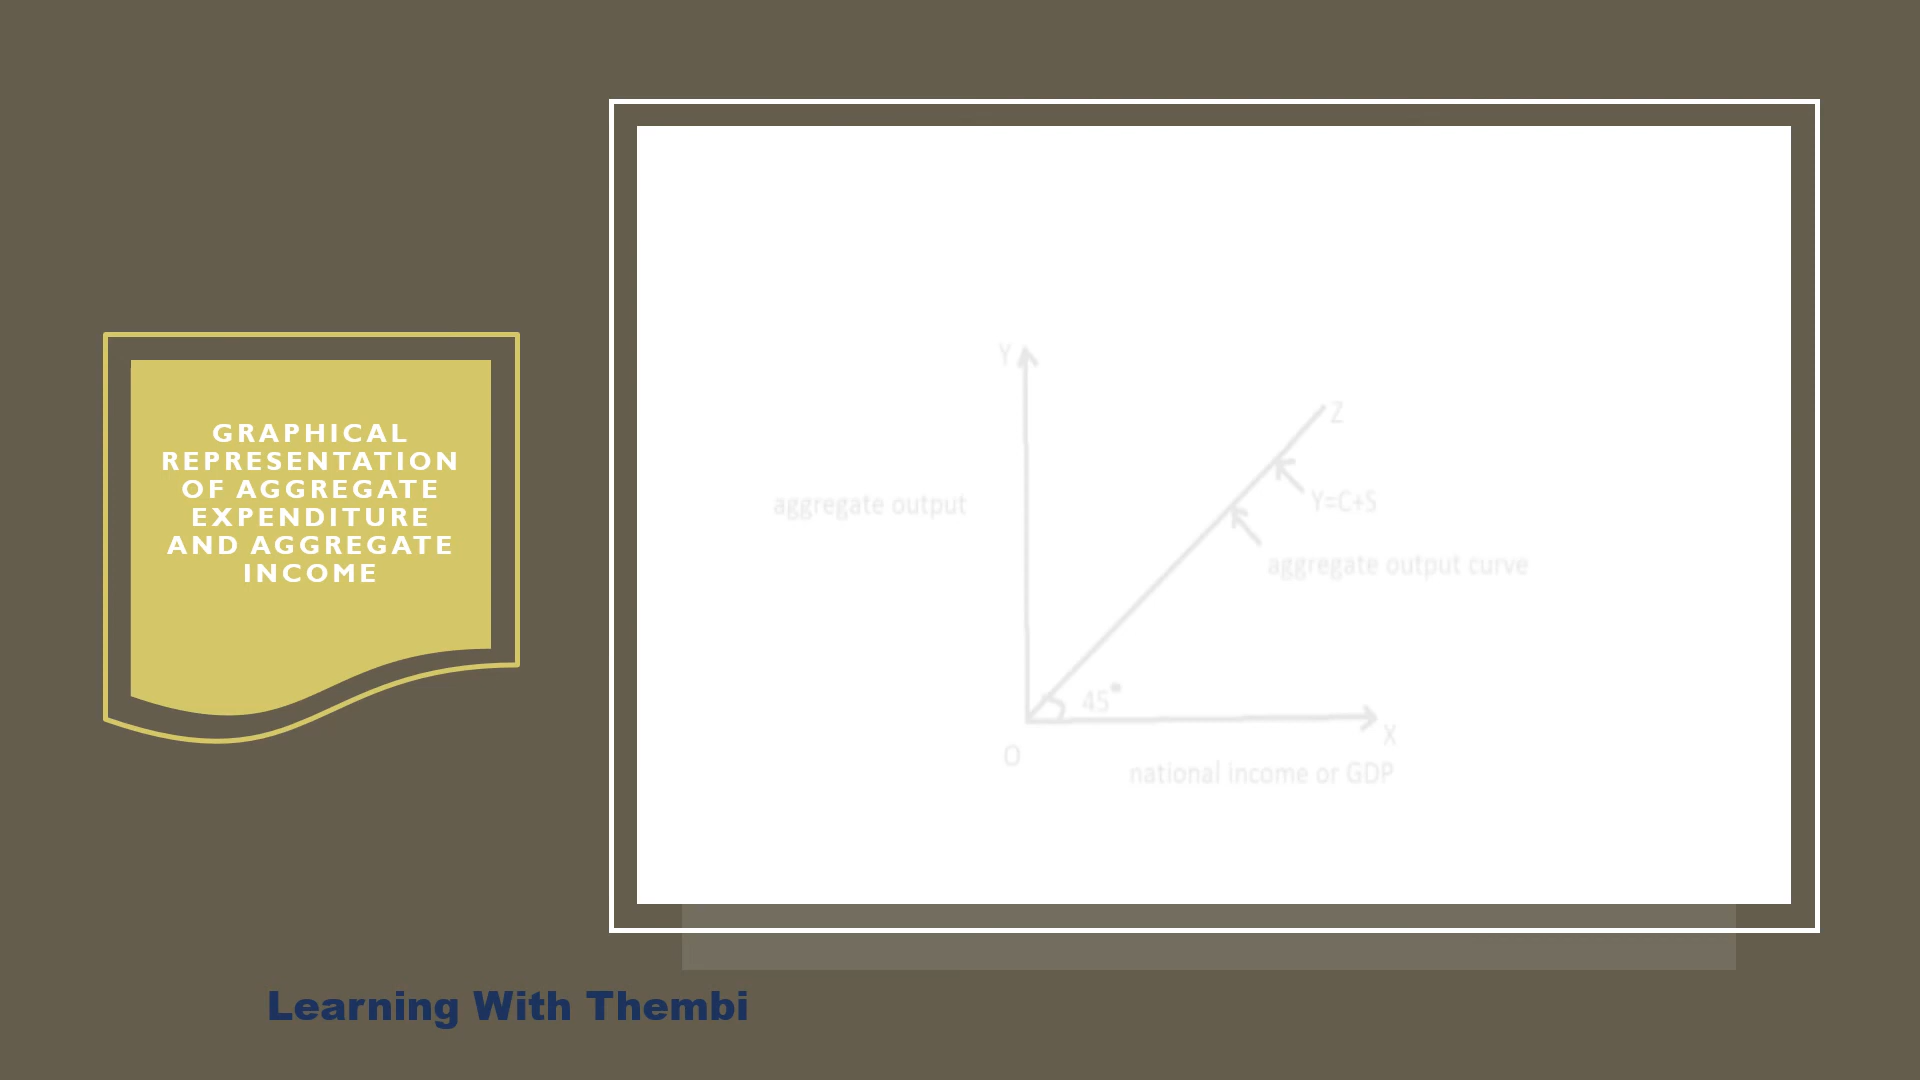 GRAPHICAL
REPRESENTATION
OF AGGREGATE
EXPENDITURE
AND AGGREGATE
INCOME
Y
Z
aggregate output
Y=C+S
aggregate output curve
45°
X
O
national income or GDP
Learning With Thembi